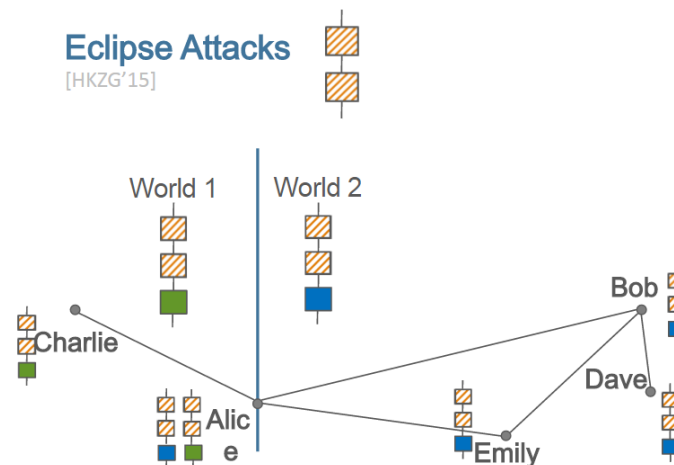 Eclipse Attacks
[HKZG'15]
World 1
World 2
Bob
Charlie
Dave
Alic
e
Emily